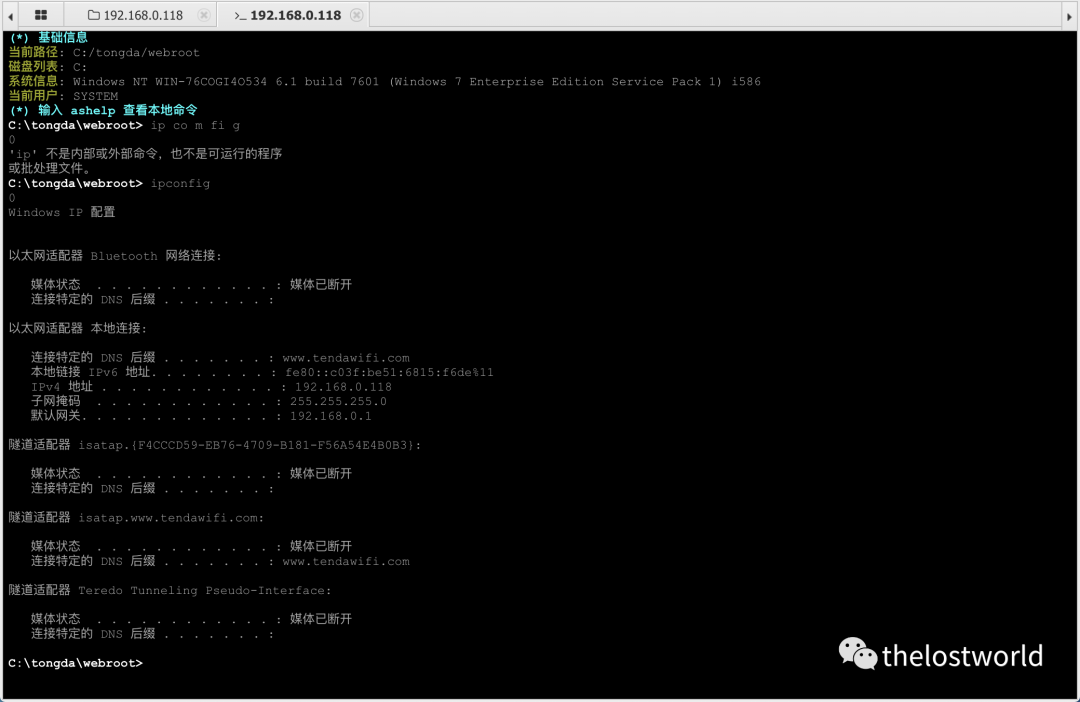 192.168.0.118
>_ 192.168.0.118
(*) 基础信息
当前路径: C:/tongda/webroot
磁盘列表: C:
系统信息: Windows NT WIN-76COGI4O534 6.1 build 7601 (Windows 7 Enterprise Edition Service Pack 1) i586
当前用户: SYSTEM
(*) 输入 ashelp 查看本地命令
C:\tongda\webroot> ip co m fi g
0
'ip' 不是内部或外部命令，也不是可运行的程序
或批处理文件。
C:\tongda\webroot> ipconfig
0
Windows IP 配置
以太网适配器 Bluetooth 网络连接:
媒体状态 . . . . . . . . . . . . : 媒体已断开
连接特定的 DNS 后缀 . . . . . . . :
以太网适配器 本地连接:
连接特定的 DNS 后缀 . . . . . . . : www.tendawifi.com
本地链接 IPv6 地址. . . . . . . . : fe80::c03f:be51:6815:f6de%11
IPv4 地址 . . . . . . . . . . . . : 192.168.0.118
子网掩码 . . . . . . . . . . . . : 255.255.255.0
默认网关. . . . . . . . . . . . . : 192.168.0.1
隧道适配器 isatap.{F4CCCD59-EB76-4709-B181-F56A54E4B0B3}:
媒体状态 . . . . . . . . . . . . : 媒体已断开
连接特定的 DNS 后缀 . . . . . . . :
隧道适配器 isatap.www.tendawifi.com:
媒体状态 . . . . . . . . . . . . : 媒体已断开
连接特定的 DNS 后缀 . . . . . . . : www.tendawifi.com
隧道适配器 Teredo Tunneling Pseudo-Interface:
媒体状态 . . . . . . . . . . . . : 媒体已断开
连接特定的 DNS 后缀 . . . . . . . :
C:\tongda\webroot>
thelostworld